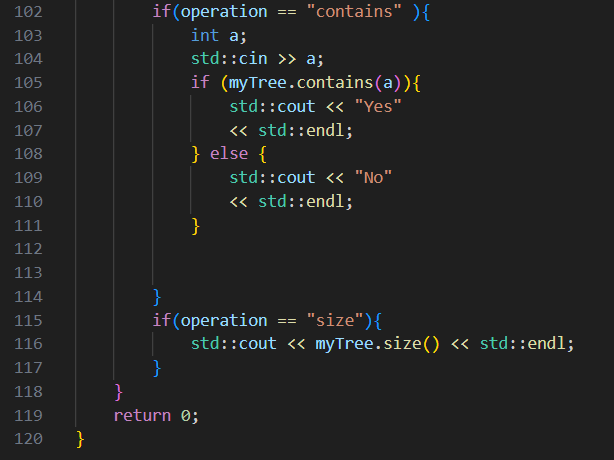 102 if(operation == "contains" ){
103 int a;
104 std::cin >> a;
105 if (myTree.contains(a)){
106 std::cout << "Yes"
107 << std::endl;
108 } else {
109 std::cout << "No"
110 << std::endl;
111 }
112
113
114 }
115 if(operation == "size"){
116 std::cout << myTree.size() << std::endl;
117 }
118 }
119 return 0;
120 }